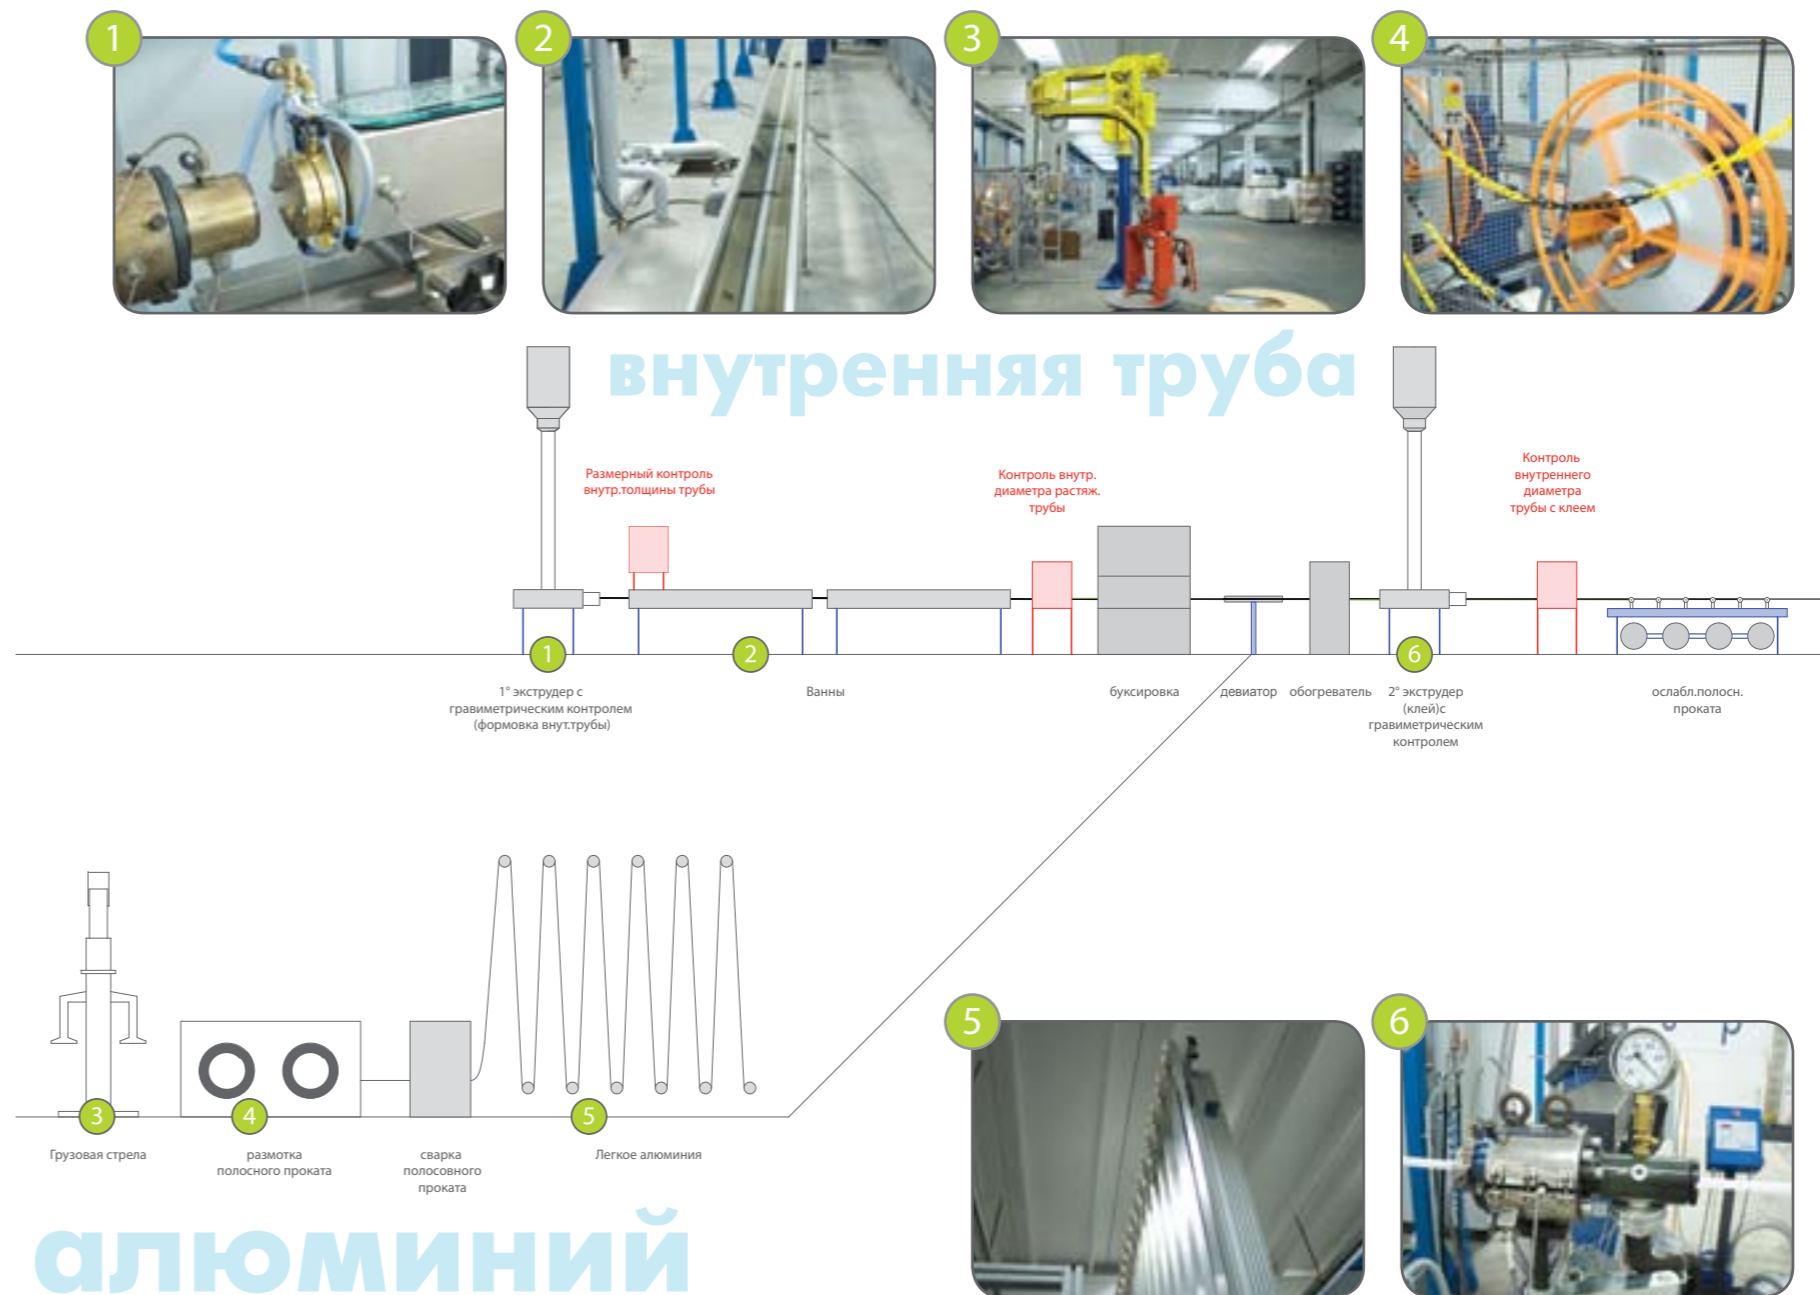 1
2
3
4
внутренняя труба
Размерный контроль
внутр.толщины трубы
Контроль внутр.
диаметра растяж.
трубы
Контроль
внутреннего
диаметра
трубы с клеем
1
2
6
1° экструдер с
гравиметрическим контролем
(формовка внут.трубы)
Ванны
буксировка
девиатор
обогреватель
2° экструдер
(клей)с
гравиметрическим
контролем
ослабл.полосн.
проката
5
6
3
4
5
Грузовая стрела
размотка
полосного проката
сварка
полосовного
проката
Легкое алюминия
алюминий